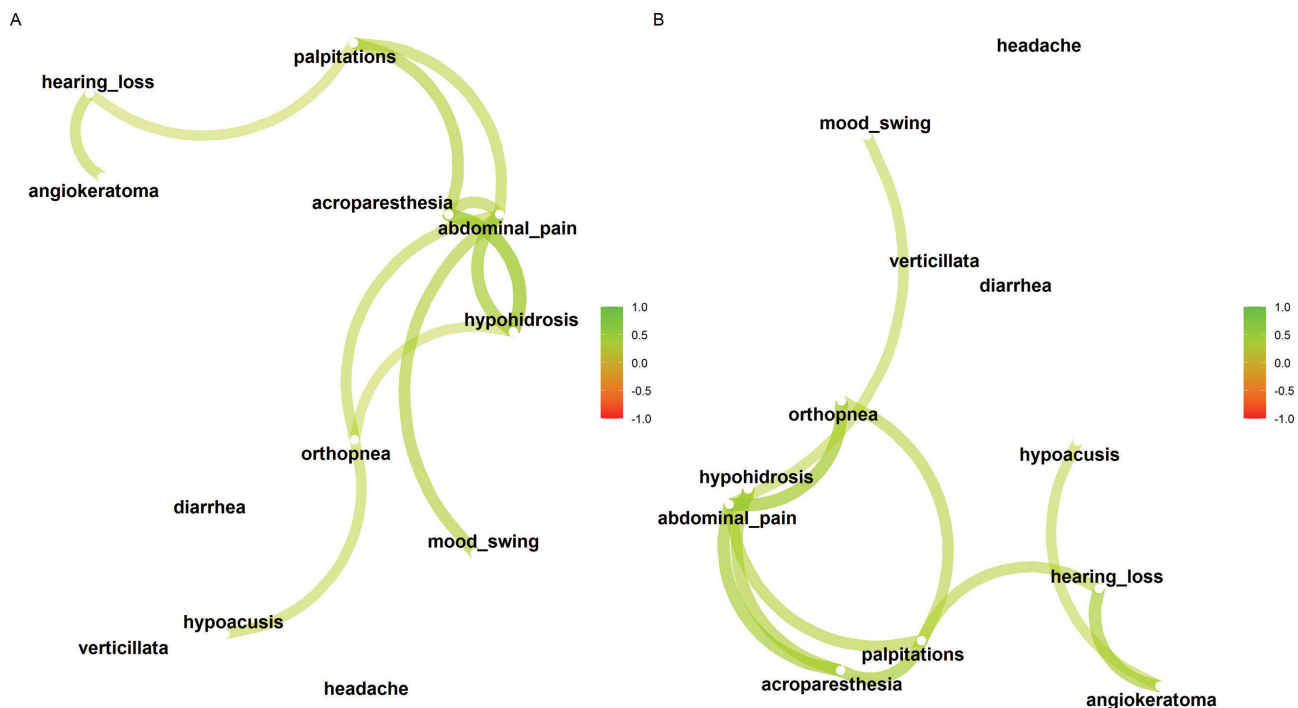 A
palpitations
hearing_loss
angiokeratoma
acroparesthesia
abdominal_pain
hypohidrosis
orthopnea
diarrhea
mood_swing
hypoacusis
verticillata
headache
1.0
0.5
0.0
-0.5
-1.0
B
headache
mood_swing
verticillata
diarrhea
orthopnea
hypoacusis
hypohidrosis
abdominal_pain
hearing_loss
palpitations
acroparesthesia
angiokeratoma
1.0
0.5
0.0
-0.5
-1.0